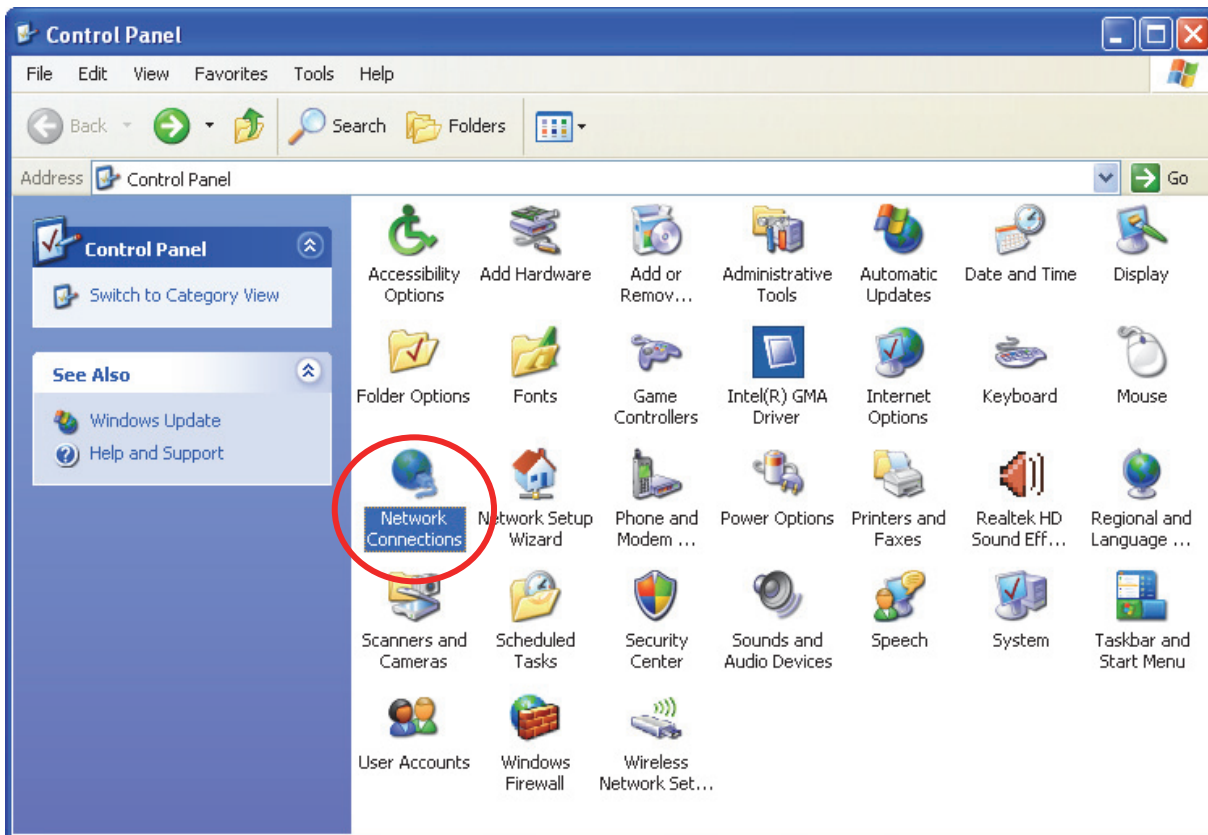 Control Panel
File Edit View Favorites Tools Help
Back Search Folders
Address Control Panel Go
Control Panel
Switch to Category View
See Also
Windows Update
Help and Support
Accessibility Options
Add Hardware
Add or Remov...
Administrative Tools
Automatic Updates
Date and Time
Display
Folder Options
Fonts
Game Controllers
Intel(R) GMA Driver
Internet Options
Keyboard
Mouse
Network Connections
Network Setup Wizard
Phone and Modem ...
Power Options
Printers and Faxes
Realtek HD Sound Eff...
Regional and Language ...
Scanners and Cameras
Scheduled Tasks
Security Center
Sounds and Audio Devices
Speech
System
Taskbar and Start Menu
User Accounts
Windows Firewall
Wireless Network Set...